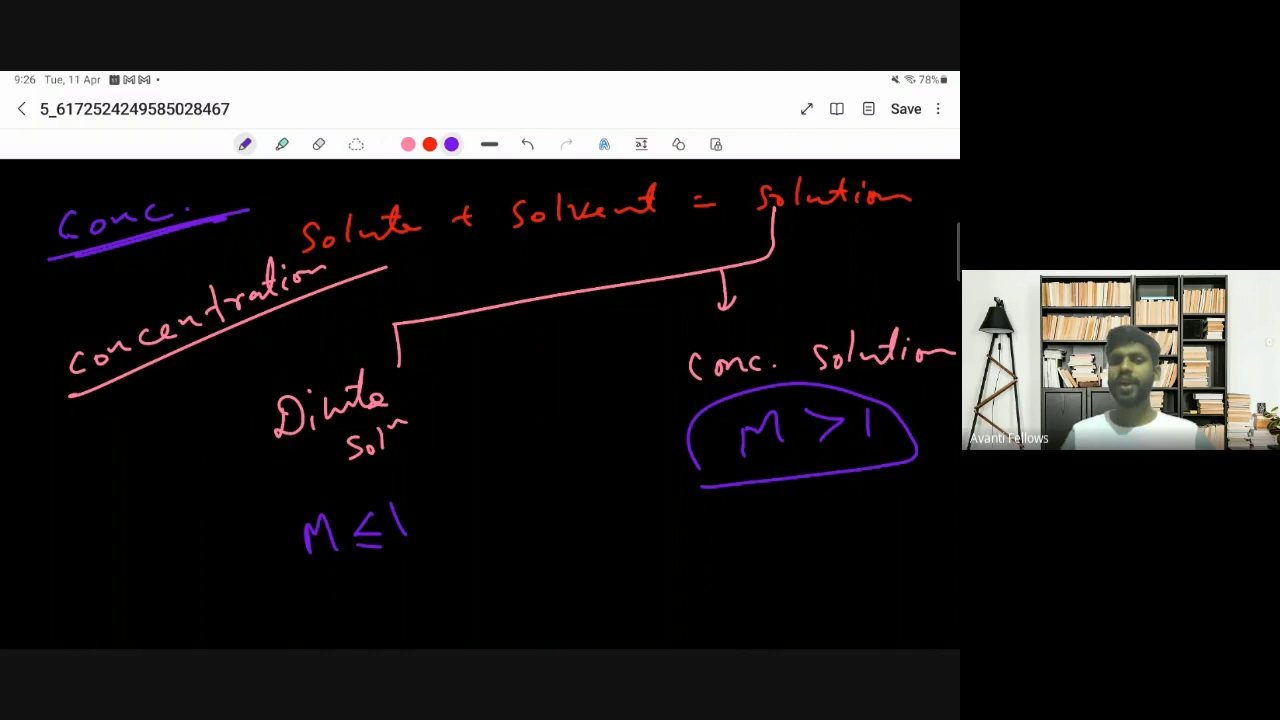 9:26 Tue, 11 Apr
78%
5_6172524249585028467
Save
Conc.
Solute + Solvent = solution
Concentration
Conc. solution
M > 1
Dilute
solⁿ
M ≤ 1
Avanti Fellows